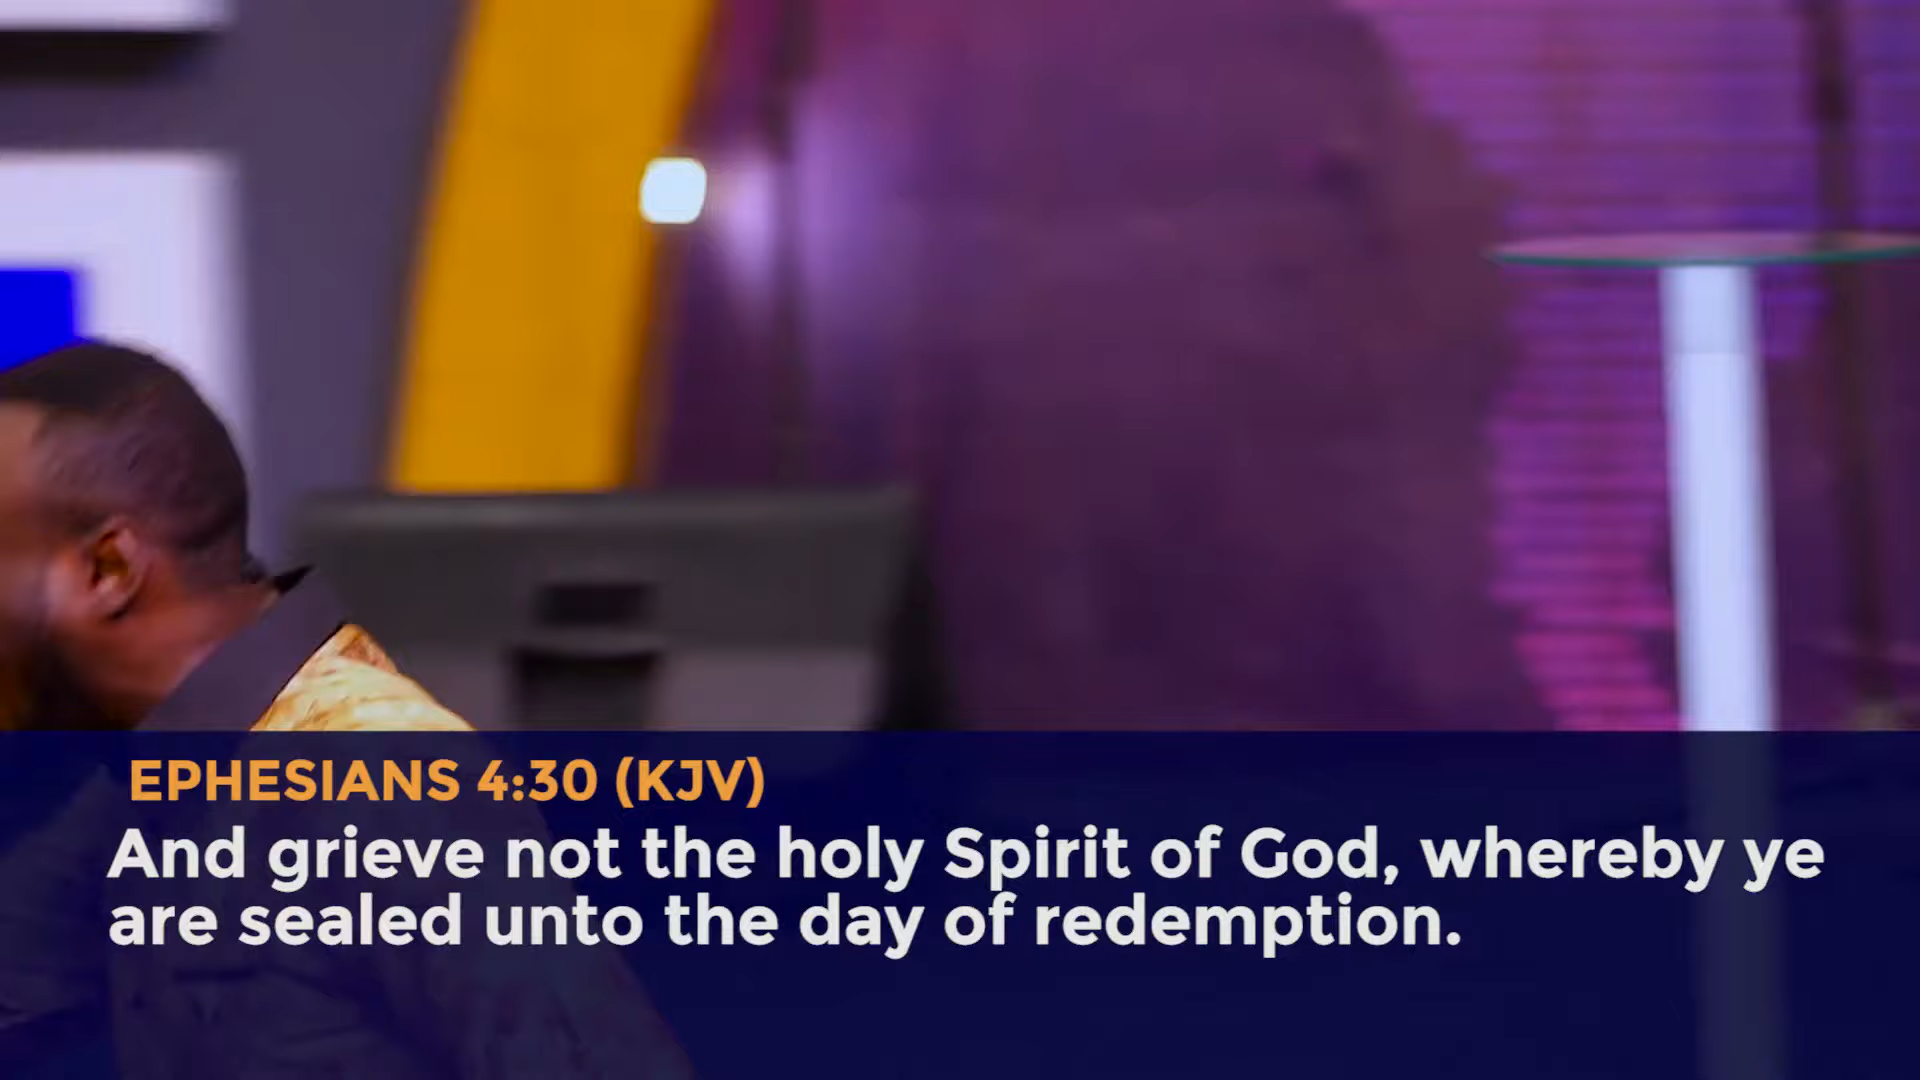 EPHESIANS 4:30 (KJV)
And grieve not the holy Spirit of God, whereby ye
are sealed unto the day of redemption.